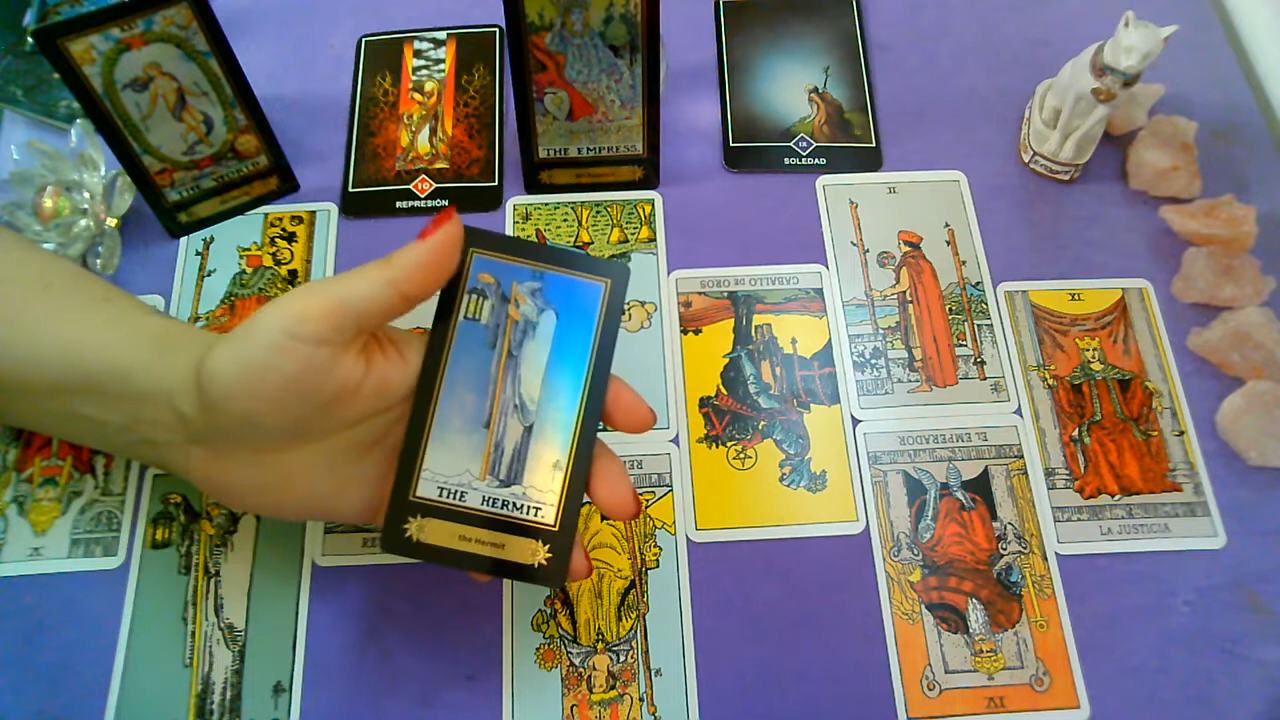 THE WORLD
10
REPRESIÓN
THE EMPRESS.
IX
SOLEDAD
II
CABALLO DE OROS
XI
LA JUSTICIA
EL EMPERADOR
IV
THE HERMIT.
the Hermit
X